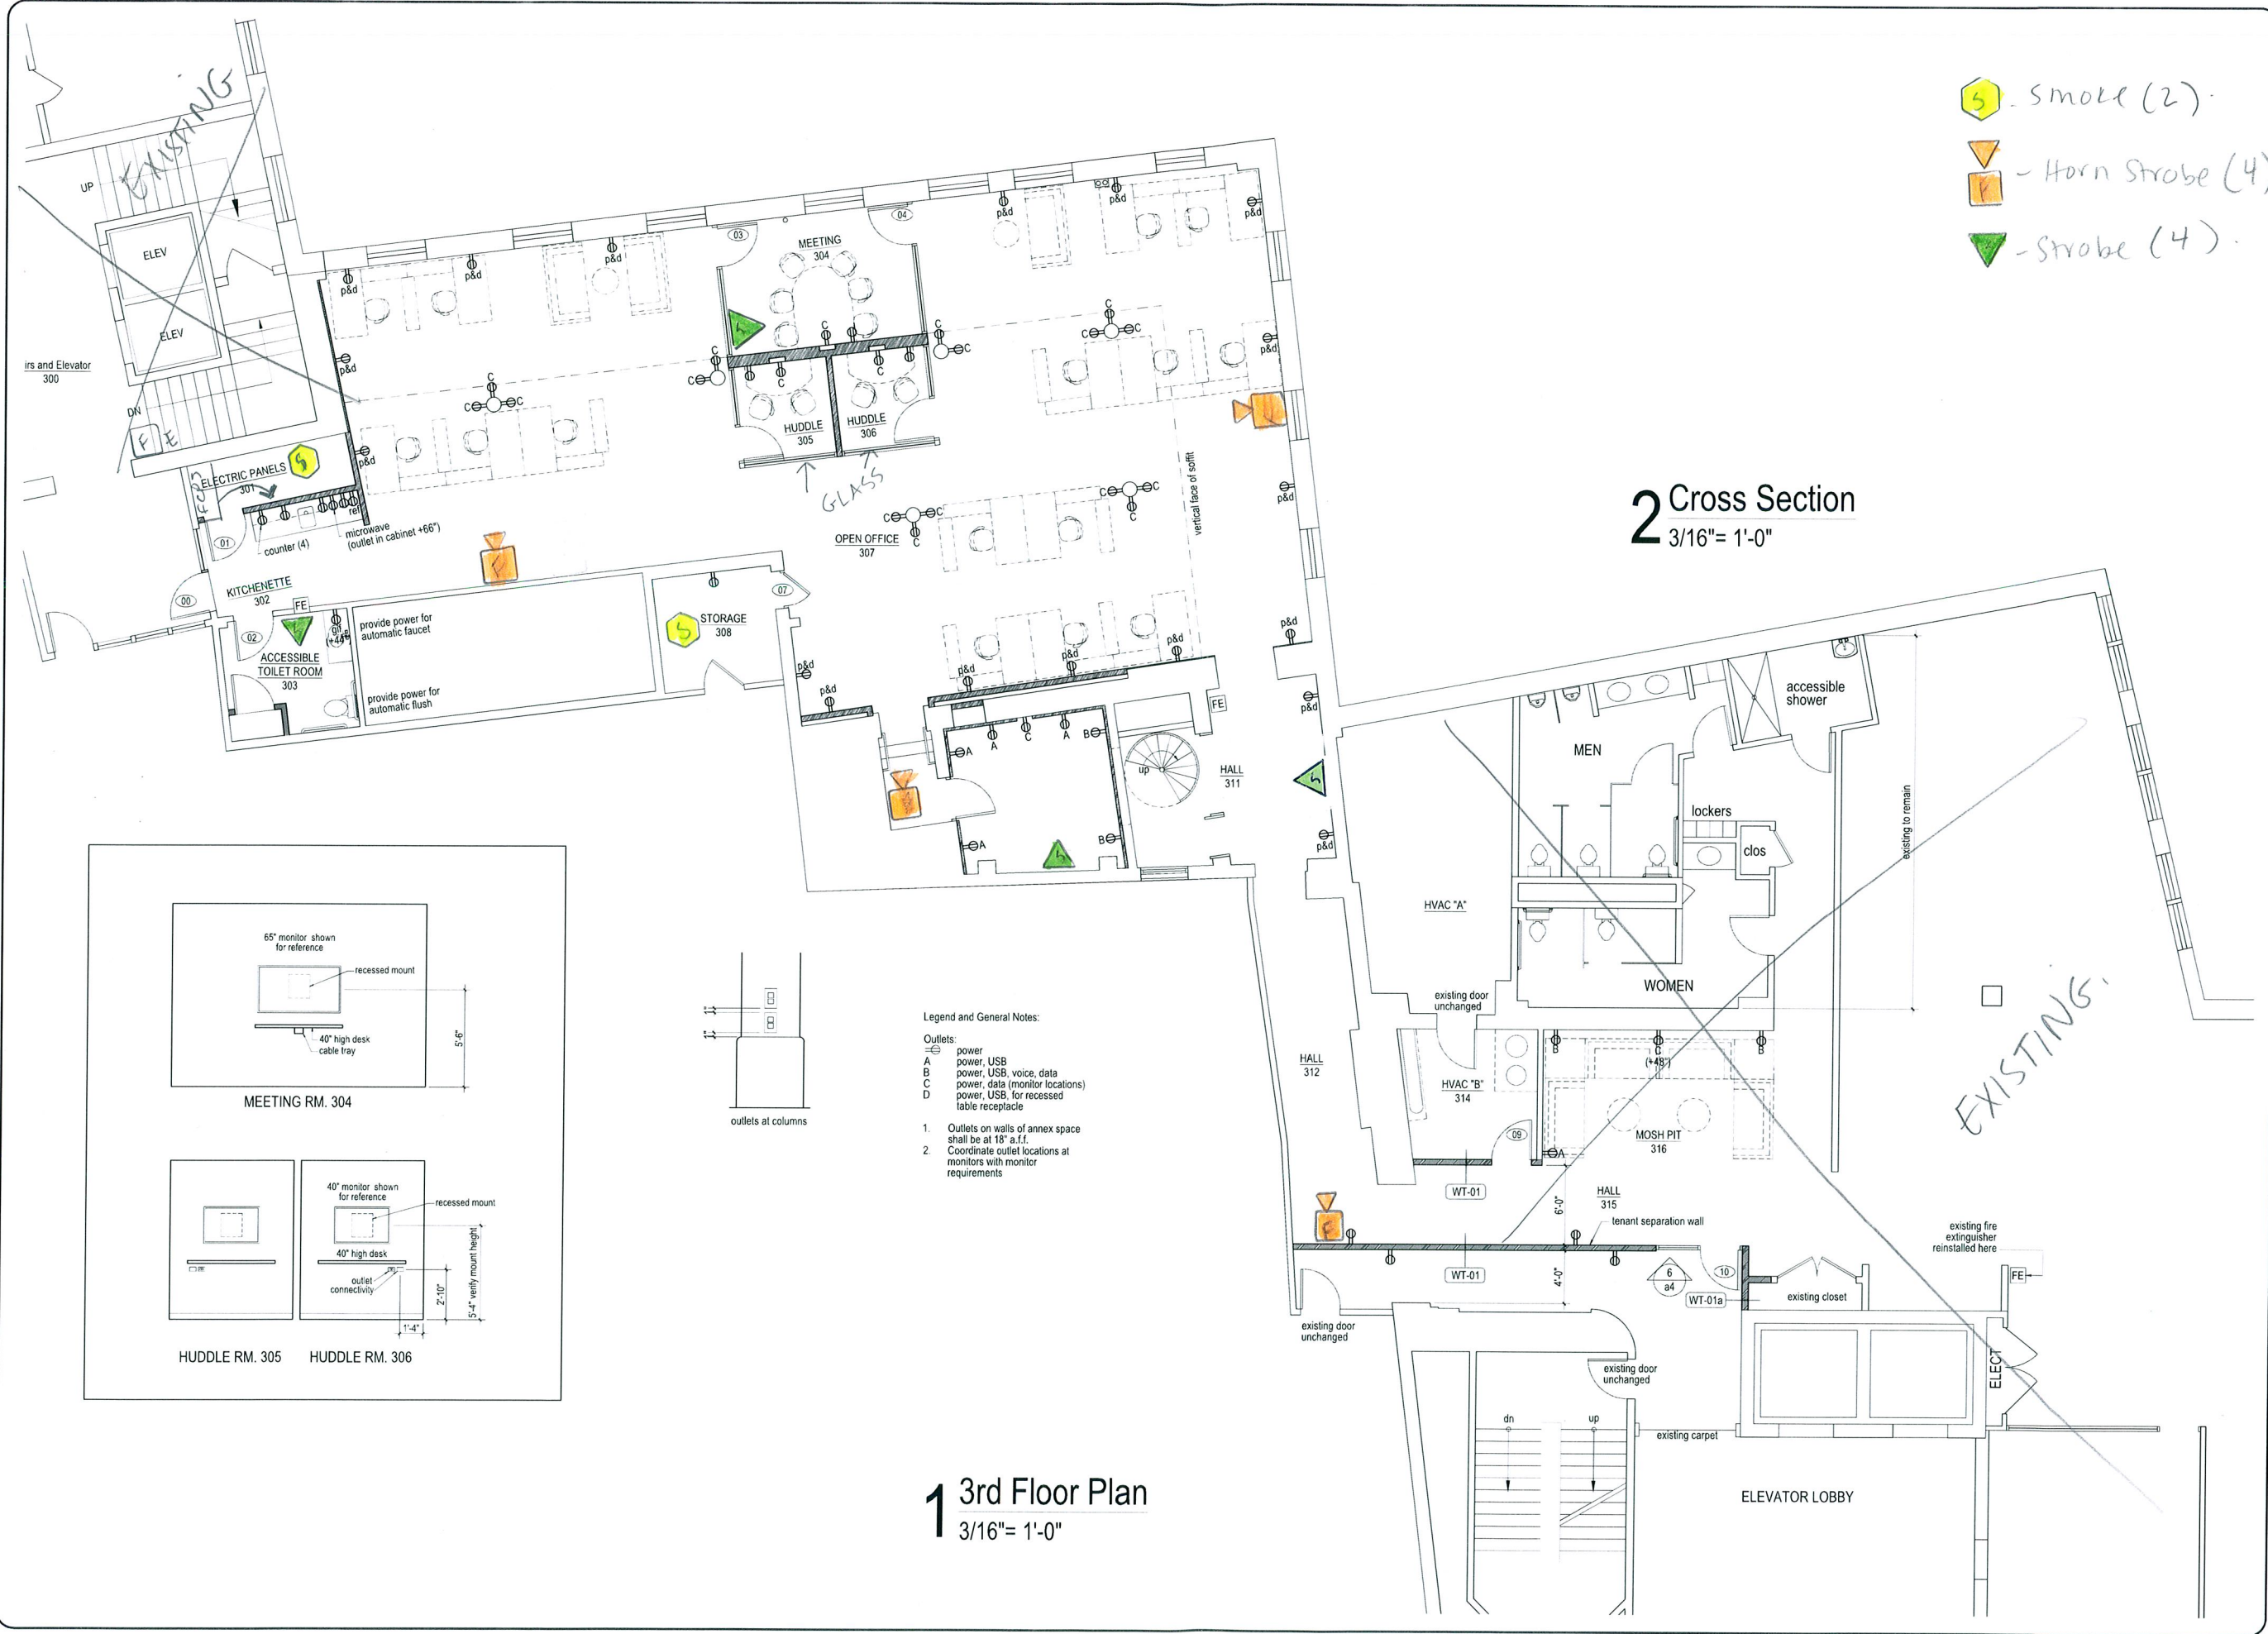 EXISTING
UP
ELEV
ELEV
irs and Elevator
300
DN
F E
ELECTRIC PANELS
301
S
FCPS
ref
microwave
(outlet in cabinet +66")
counter (4)
01
KITCHENETTE
302
00
FE
02
gfi
+44"
provide power for
automatic faucet
ACCESSIBLE
TOILET ROOM
303
provide power for
automatic flush
p&d
p&d
p&d
p&d
p&d
C
C
C
03
MEETING
304
04
C
C
C
C
C
C
C
C
HUDDLE
305
HUDDLE
306
GLASS
OPEN OFFICE
307
C
C
C
p&d
p&d
p&d
p&d
C
C
C
C
C
C
vertical face of soffit
p&d
F
F
07
S
STORAGE
308
p&d
p&d
p&d
p&d
p&d
p&d
p&d
p&d
FE
A
A
C
A
B
A
B
up
HALL
311
S - Smoke (2).
F - Horn Strobe (4)
S - Strobe (4).
2 Cross Section
3/16"= 1'-0"
MEN
accessible
shower
lockers
clos
existing to remain
HVAC "A"
WOMEN
existing door
unchanged
HALL
312
HVAC "B"
314
B
C
(+48")
B
09
A
MOSH PIT
316
EXISTING.
WT-01
HALL
315
6'-0"
tenant separation wall
F
WT-01
4'-0"
6
a4
10
WT-01a
existing closet
existing fire
extinguisher
reinstalled here
FE
existing door
unchanged
existing door
unchanged
ELECT
dn
up
existing carpet
ELEVATOR LOBBY
65" monitor shown
for reference
recessed mount
40" high desk
cable tray
5'-6"
MEETING RM. 304
40" monitor shown
for reference
recessed mount
40" high desk
outlet
connectivity
2'-10"
5'-4" verify mount height
1'-4"
HUDDLE RM. 305
HUDDLE RM. 306
1"
1"
outlets at columns
Legend and General Notes:
Outlets:
power
A power, USB
B power, USB, voice, data
C power, data (monitor locations)
D power, USB, for recessed
table receptacle
1. Outlets on walls of annex space
shall be at 18" a.f.f.
2. Coordinate outlet locations at
monitors with monitor
requirements
1 3rd Floor Plan
3/16"= 1'-0"